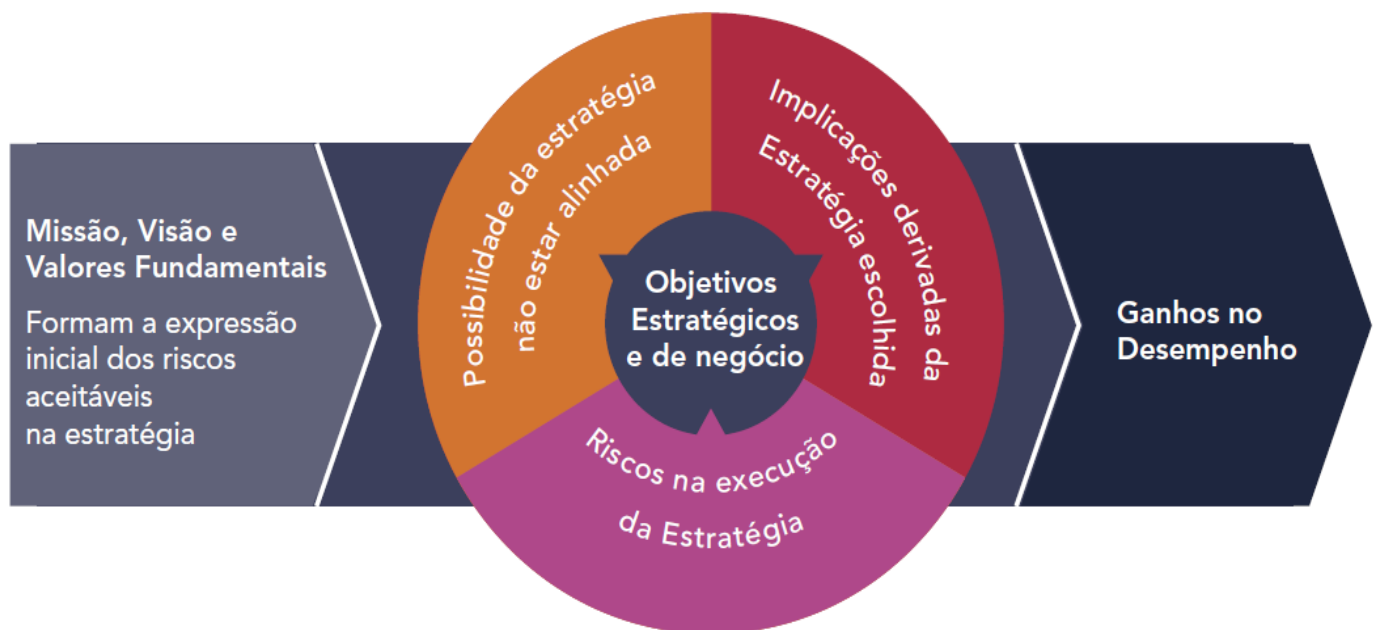 Missão, Visão e
Valores Fundamentais
Formam a expressão
inicial dos riscos
aceitáveis
na estratégia
Possibilidade da estratégia
não estar alinhada
Implicações derivadas da
Estratégia escolhida
Objetivos
Estratégicos
e de negócio
Riscos na execução
da Estratégia
Ganhos no
Desempenho